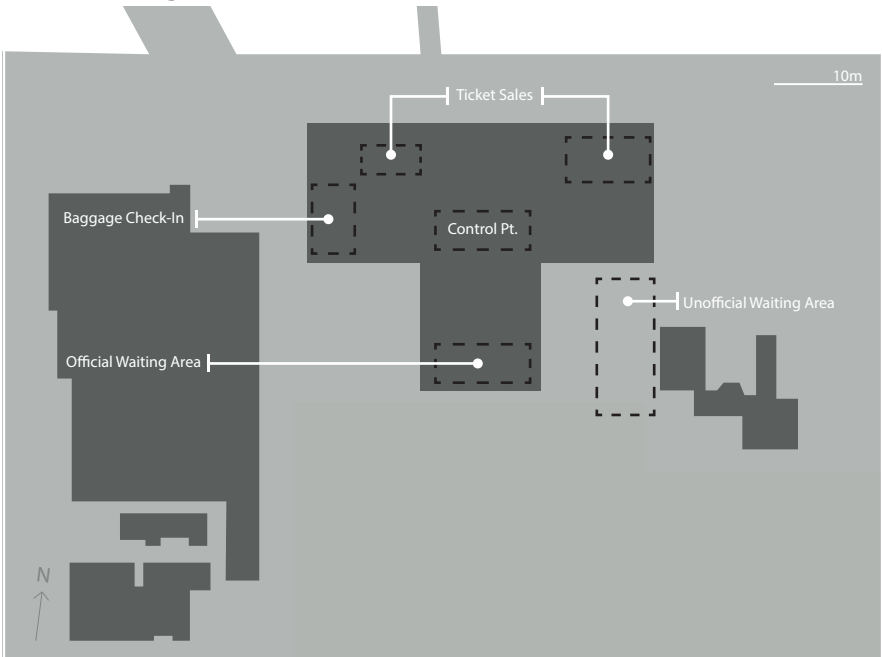 10m
Ticket Sales
Baggage Check-In
Control Pt.
Unofficial Waiting Area
Official Waiting Area
N